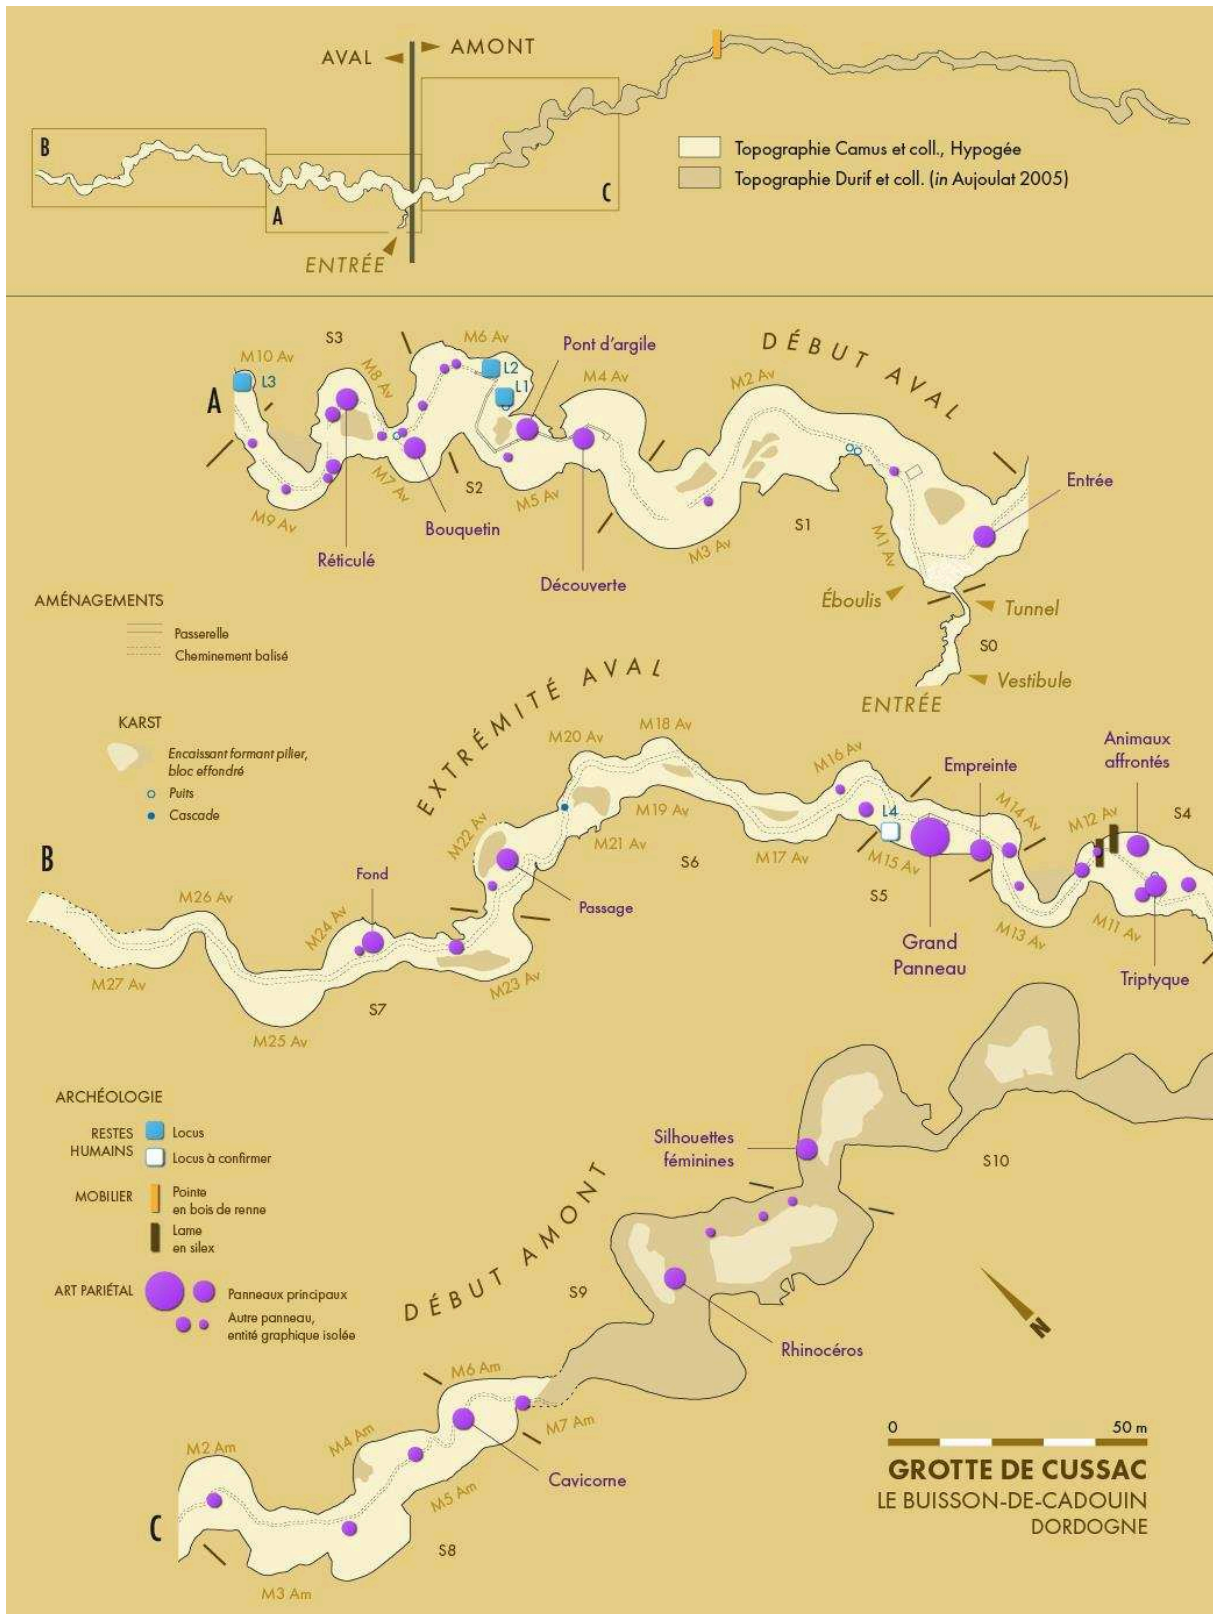 AVAL
AMONT
B
A
C
ENTRÉE
Topographie Camus et coll., Hypogée
Topographie Durif et coll. (in Aujoulat 2005)
A
DÉBUT AVAL
S3
M10 Av
L3
M8 Av
M6 Av
L2
L1
Pont d'argile
M4 Av
M2 Av
Entrée
M9 Av
M7 Av
S2
M5 Av
M3 Av
S1
M1 Av
Bouquetin
Réticulé
Découverte
Éboulis
Tunnel
S0
Vestibule
ENTRÉE
AMÉNAGEMENTS
Passerelle
Cheminement balisé
KARST
Encaissant formant pilier,
bloc effondré
Puits
Cascade
B
EXTRÉMITÉ AVAL
M20 Av
M18 Av
M16 Av
Empreinte
Animaux
affrontés
L4
M14 Av
M12 Av
S4
M22 Av
M19 Av
M21 Av
M17 Av
M15 Av
S6
S5
Fond
Passage
M26 Av
M24 Av
M13 Av
M11 Av
Grand
Panneau
Triptyque
M27 Av
M23 Av
S7
M25 Av
ARCHÉOLOGIE
RESTES
HUMAINS
Locus
Locus à confirmer
MOBILIER
Pointe
en bois de renne
Lame
en silex
ART PARIÉTAL
Panneaux principaux
Autre panneau,
entité graphique isolée
C
DÉBUT AMONT
Silhouettes
féminines
S10
S9
Rhinocéros
N
M6 Am
M7 Am
M4 Am
M5 Am
Cavicorne
M2 Am
M3 Am
S8
0 50 m
GROTTE DE CUSSAC
LE BUISSON-DE-CADOUIN
DORDOGNE